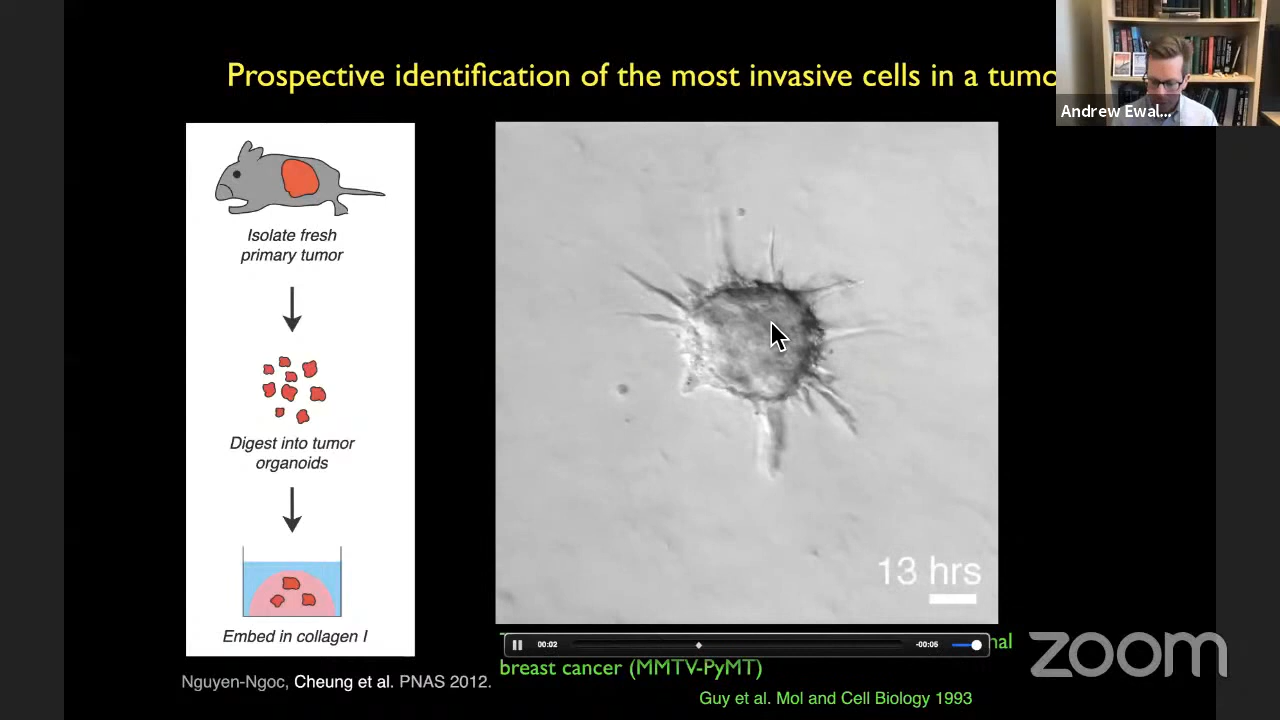 Prospective identification of the most invasive cells in a
Andrew Ewal...
Isolate fresh
primary tumor
Digest into tumor
organoids
Embed in collagen I
13 hrs
00:02
-00:05
breast cancer (MMTV-PyMT)
Nguyen-Ngoc, Cheung et al. PNAS 2012.
Guy et al. Mol and Cell Biology 1993
zoom